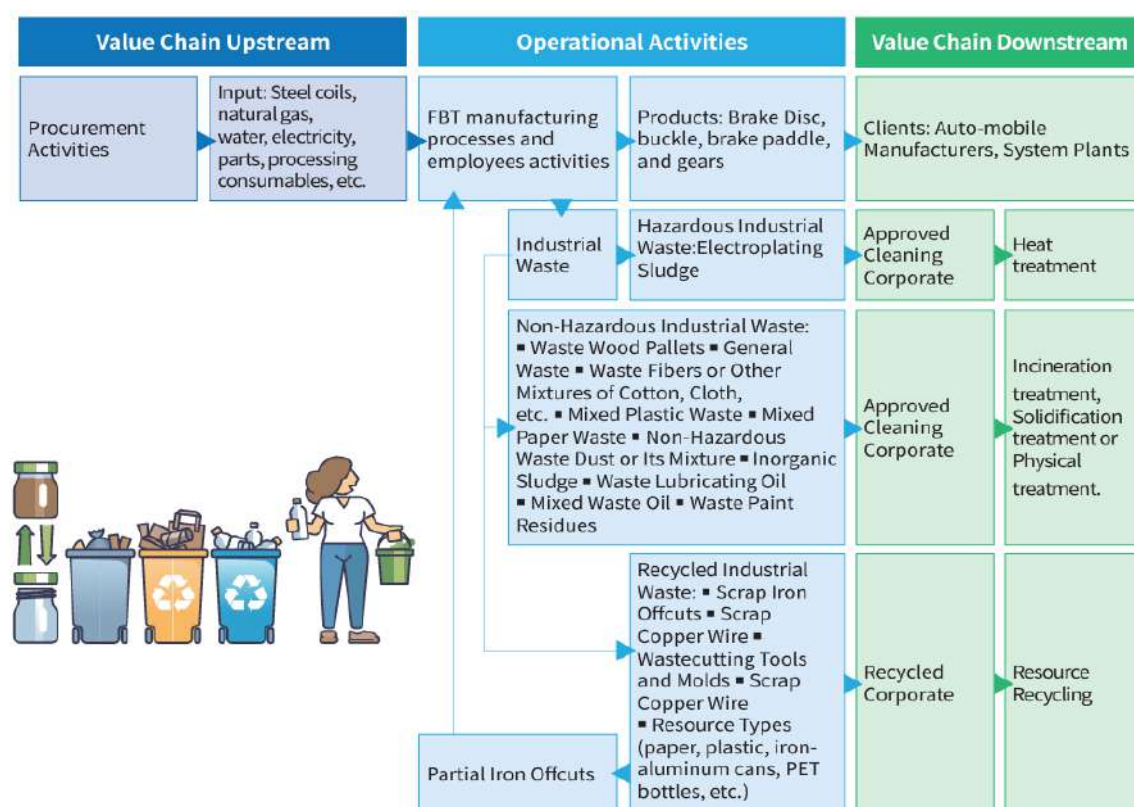 Value Chain Upstream
Operational Activities
Value Chain Downstream
Procurement
Activities
Input: Steel coils,
natural gas,
water, electricity,
parts, processing
consumables, etc.
FBT manufacturing
processes and
employees activities
Products: Brake Disc,
buckle, brake paddle,
and gears
Clients: Auto-mobile
Manufacturers, System Plants
Industrial
Waste
Hazardous Industrial
Waste:Electroplating
Sludge
Approved
Cleaning
Corporate
Heat
treatment
Non-Hazardous Industrial Waste:
▪ Waste Wood Pallets ▪ General
Waste ▪ Waste Fibers or Other
Mixtures of Cotton, Cloth,
etc. ▪ Mixed Plastic Waste ▪ Mixed
Paper Waste ▪ Non-Hazardous
Waste Dust or Its Mixture ▪ Inorganic
Sludge ▪ Waste Lubricating Oil
▪ Mixed Waste Oil ▪ Waste Paint
Residues
Approved
Cleaning
Corporate
Incineration
treatment,
Solidification
treatment or
Physical
treatment.
Recycled Industrial
Waste: ▪ Scrap Iron
Offcuts ▪ Scrap
Copper Wire ▪
Wastecutting Tools
and Molds ▪ Scrap
Copper Wire
▪ Resource Types
(paper, plastic, iron-
aluminum cans, PET
bottles, etc.)
Recycled
Corporate
Resource
Recycling
Partial Iron Offcuts